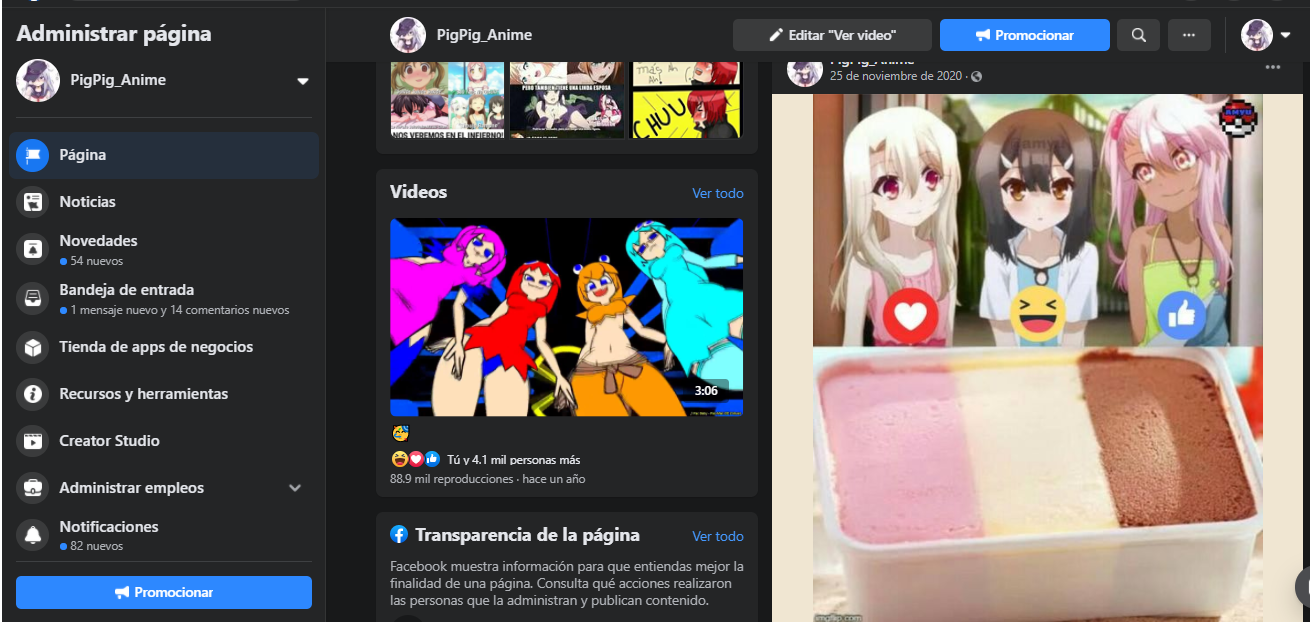 Administrar página
PigPig_Anime
Página
Noticias
Novedades
54 nuevos
Bandeja de entrada
1 mensaje nuevo y 14 comentarios nuevos
Tienda de apps de negocios
Recursos y herramientas
Creator Studio
Administrar empleos
Notificaciones
82 nuevos
Promocionar
PigPig_Anime
Editar "Ver video"
Promocionar
NOS VEREMOS EN EL INFIERNO!
PERO TAMBIÉN TIENE UNA LINDA ESPOSA
más An
CHUU
Videos
Ver todo
3:06
Tú y 4.1 mil personas más
88.9 mil reproducciones · hace un año
Transparencia de la página
Ver todo
Facebook muestra información para que entiendas mejor la
finalidad de una página. Consulta qué acciones realizaron
las personas que la administran y publican contenido.
PigPig_Anime
25 de noviembre de 2020 ·
imgflip.com